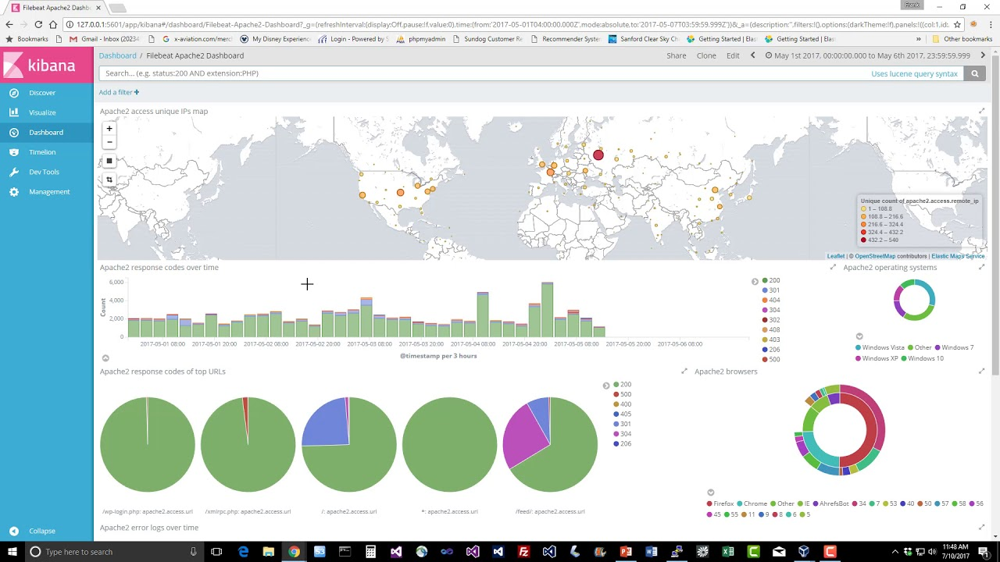 Filebeat Apache2 Dashbo
Frank
127.0.0.1:5601/app/kibana#/dashboard/Filebeat-Apache2-Dashboard?_g=(refreshInterval:(display:Off,pause:!f,value:0),time:(from:'2017-05-01T04:00:00.000Z',mode:absolute,to:'2017-05-07T03:59:59.999Z'))&_a=(description:'',filters:!(),options:(darkTheme:!f),panels:!((col:1,id:
Bookmarks Gmail - Inbox (20234 x-aviation.com/merc My Disney Experience Login - Powered by S phpmyadmin Sundog Customer Re Recommender System Sanford Clear Sky Cha Getting Started | Elas Getting Started | Elas Other bookmarks
kibana
Discover
Visualize
Dashboard
Timelion
Dev Tools
Management
Collapse
Dashboard / Filebeat Apache2 Dashboard Share Clone Edit May 1st 2017, 00:00:00.000 to May 6th 2017, 23:59:59.999
Search... (e.g. status:200 AND extension:PHP) Uses lucene query syntax
Add a filter +
Apache2 access unique IPs map
+
−
Unique count of apache2.access.remote_ip
1 – 108.8
108.8 – 216.6
216.6 – 324.4
324.4 – 432.2
432.2 – 540
Leaflet | © OpenStreetMap contributors | Elastic Maps Service
Apache2 response codes over time
6,000
4,000
2,000
0
Count
2017-05-01 08:00 2017-05-01 20:00 2017-05-02 08:00 2017-05-02 20:00 2017-05-03 08:00 2017-05-03 20:00 2017-05-04 08:00 2017-05-04 20:00 2017-05-05 08:00 2017-05-05 20:00 2017-05-06 08:00
@timestamp per 3 hours
200
301
404
304
302
408
403
206
500
Apache2 operating systems
Windows Vista Other Windows 7
Windows XP Windows 10
Apache2 response codes of top URLs
/wp-login.php: apache2.access.url /xmlrpc.php: apache2.access.url /: apache2.access.url *: apache2.access.url /feed/: apache2.access.url
200
500
400
405
301
304
206
Apache2 browsers
Firefox Chrome Other IE AhrefsBot 34 7 53 40 50 57 58 56
45 55 11 9 8 6 5
Apache2 error logs over time
Type here to search
11:48 AM
7/10/2017